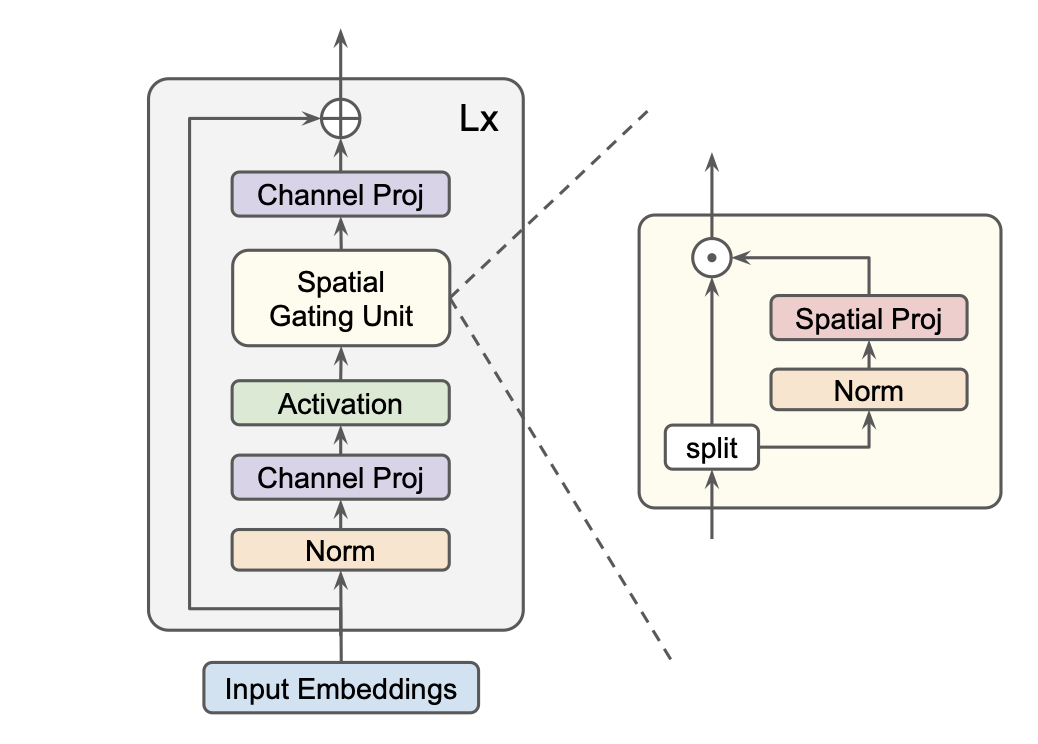 Lx
Channel Proj
Spatial
Gating Unit
Activation
Channel Proj
Norm
Input Embeddings
Spatial Proj
Norm
split